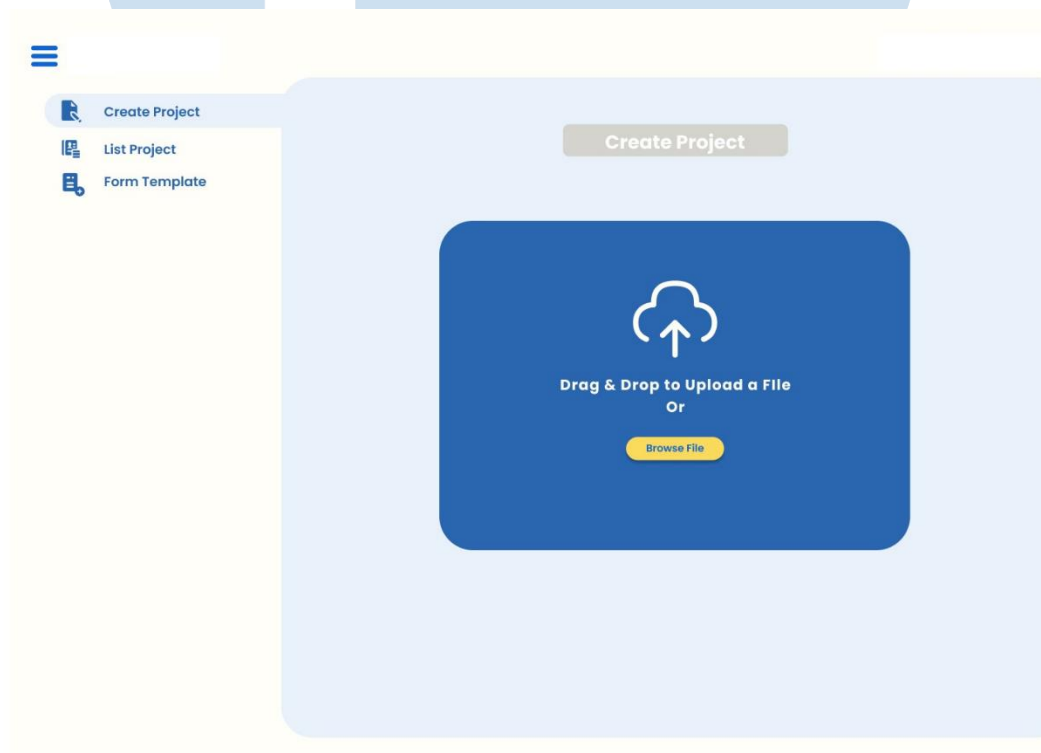 Create Project
List Project
Form Template
Create Project
Drag & Drop to Upload a FIle
Or
Browse File